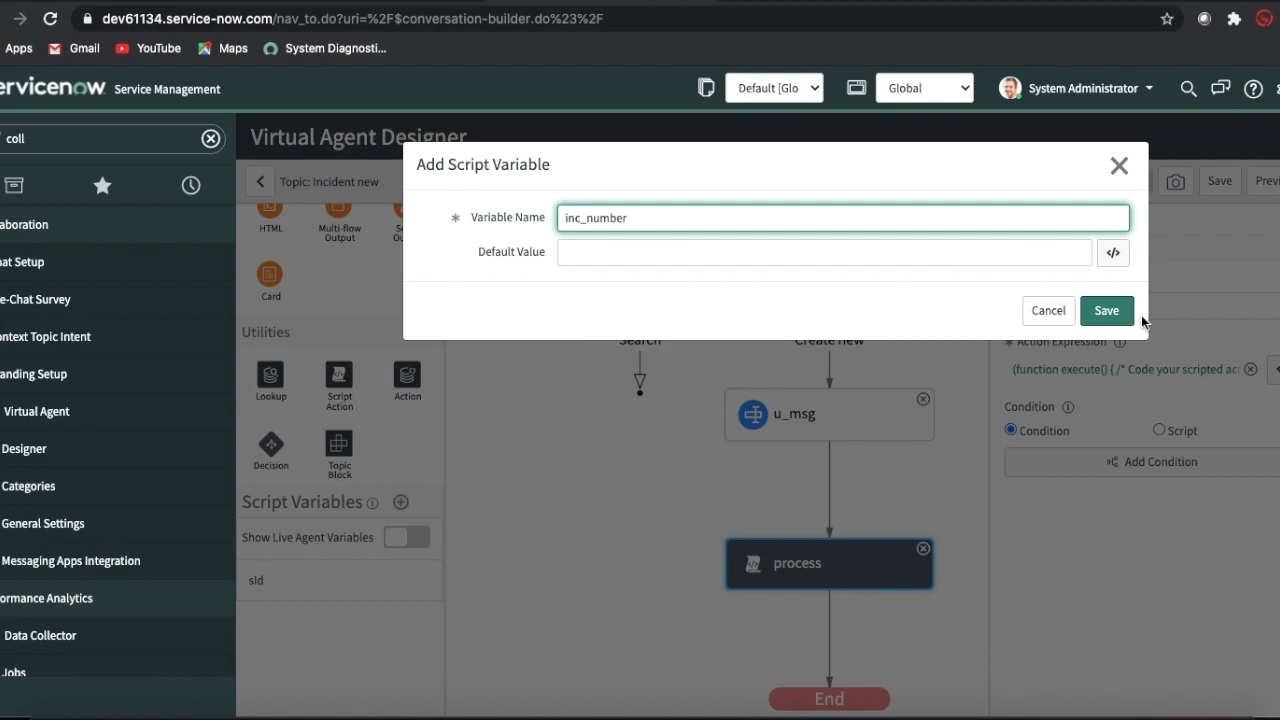 dev61134.service-now.com/nav_to.do?uri=%2F$conversation-builder.do%23%2F
Apps Gmail YouTube Maps System Diagnosti...
ervicenow Service Management
Default [Glo Global System Administrator
coll
Virtual Agent Designer
Topic: Incident new Save Previ
Add Script Variable
Variable Name inc_number
Default Value
Cancel Save
aboration
hat Setup
e-Chat Survey
ontext Topic Intent
anding Setup
Virtual Agent
Designer
Categories
General Settings
Messaging Apps Integration
ormance Analytics
Data Collector
Jobs
HTML
Multi-flow
Output
Card
Utilities
Lookup
Script
Action
Action
Decision
Topic
Block
Script Variables
Show Live Agent Variables
sId
Search Create new
u_msg
process
End
Action Expression
(function execute() { /* Code your scripted ac
Condition
Condition Script
Add Condition